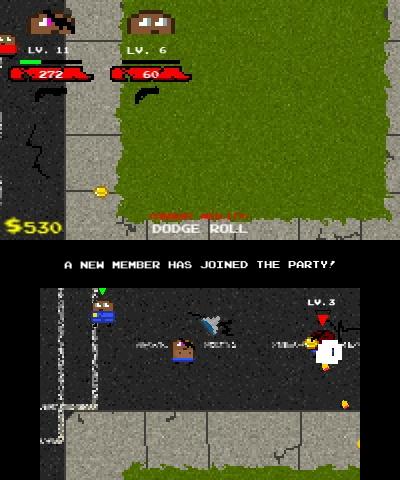 LV. 11
LV. 6
272
60
$530
DODGE ROLL
A NEW MEMBER HAS JOINED THE PARTY!
LV.3